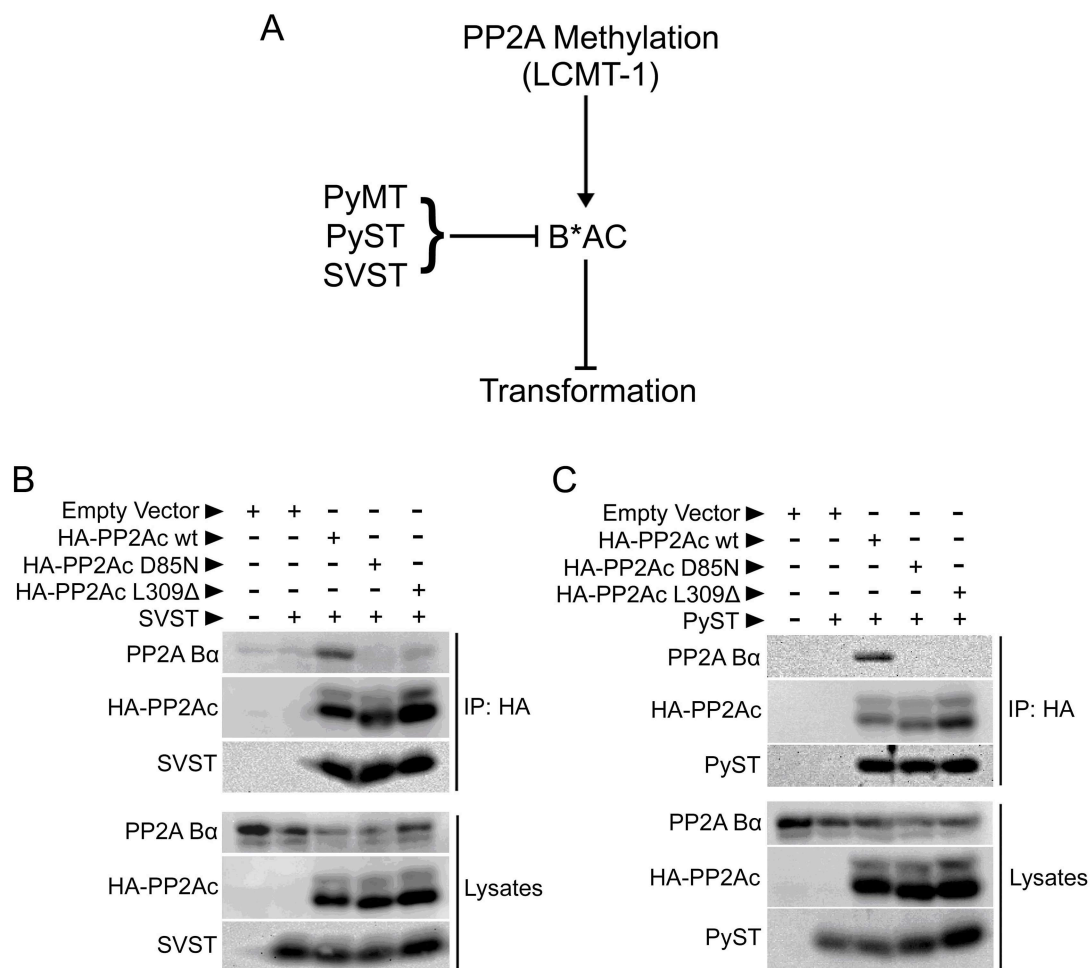 A
PP2A Methylation
(LCMT-1)
PyMT
PyST
SVST
B*AC
Transformation
B
Empty Vector ► + + - - -
HA-PP2Ac wt ► - - + - -
HA-PP2Ac D85N ► - - - + -
HA-PP2Ac L309Δ ► - - - - +
SVST ► - + + + +
PP2A Bα
HA-PP2Ac
SVST
IP: HA
PP2A Bα
HA-PP2Ac
SVST
Lysates
C
Empty Vector ► + + - - -
HA-PP2Ac wt ► - - + - -
HA-PP2Ac D85N ► - - - + -
HA-PP2Ac L309Δ ► - - - - +
PyST ► - + + + +
PP2A Bα
HA-PP2Ac
PyST
IP: HA
PP2A Bα
HA-PP2Ac
PyST
Lysates